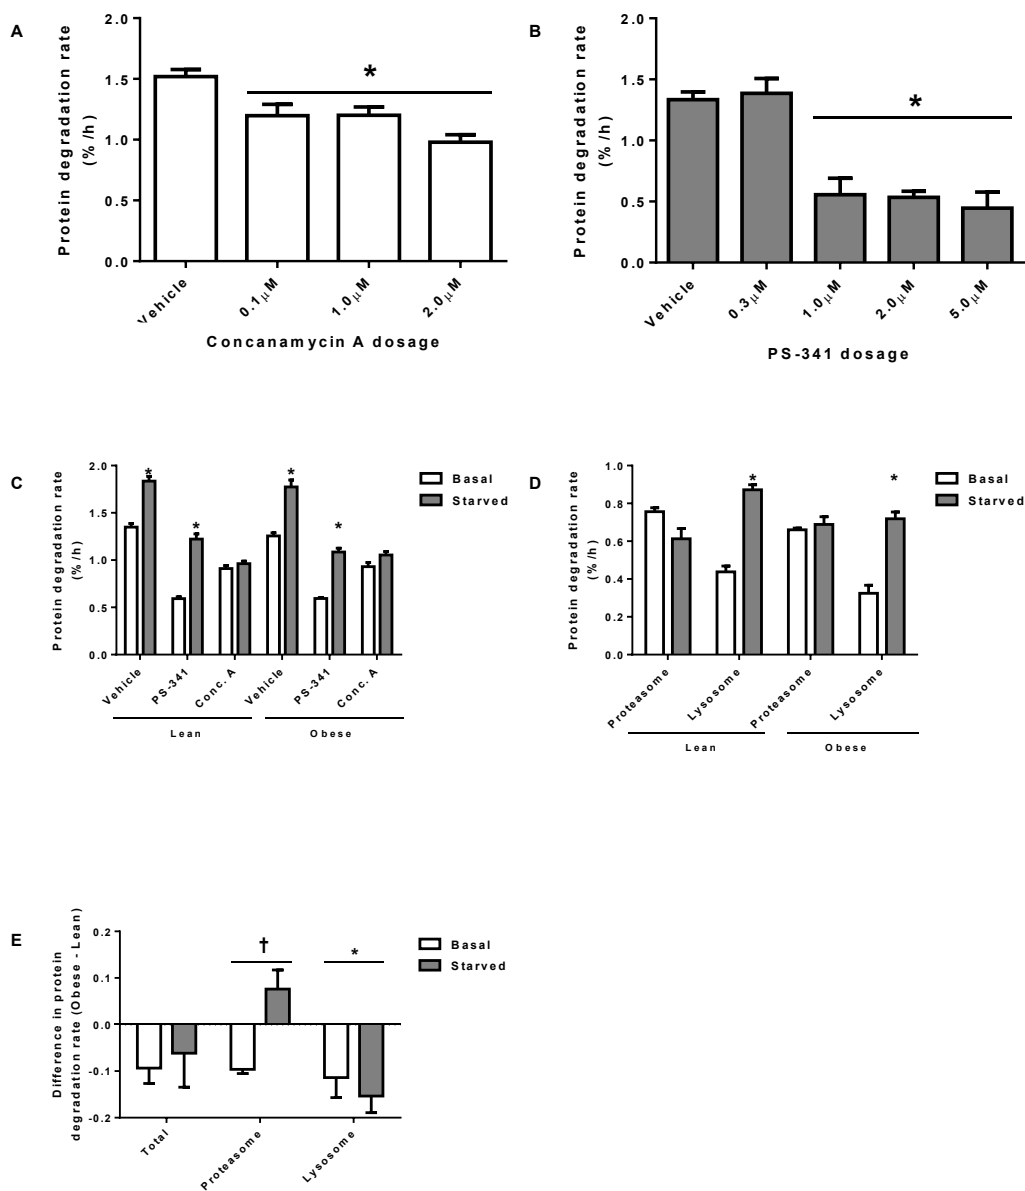 A
Protein degradation rate
(% /h)
2.0
1.5
1.0
0.5
0.0
*
Vehicle
0.1µM
1.0µM
2.0µM
Concanamycin A dosage
B
Protein degradation rate
(% /h)
2.0
1.5
1.0
0.5
0.0
*
Vehicle
0.3µM
1.0µM
2.0µM
5.0µM
PS-341 dosage
C
Protein degradation rate
(% /h)
2.0
1.5
1.0
0.5
0.0
*
*
*
*
Basal
Starved
Vehicle
PS-341
Conc. A
Vehicle
PS-341
Conc. A
Lean
Obese
D
Protein degradation rate
(% /h)
1.0
0.8
0.6
0.4
0.2
0.0
*
*
Proteasome
Lysosome
Proteasome
Lysosome
Lean
Obese
E
Difference in protein
degradation rate (Obese - Lean)
0.2
0.1
0.0
-0.1
-0.2
†
*
Basal
Starved
Total
Proteasome
Lysosome